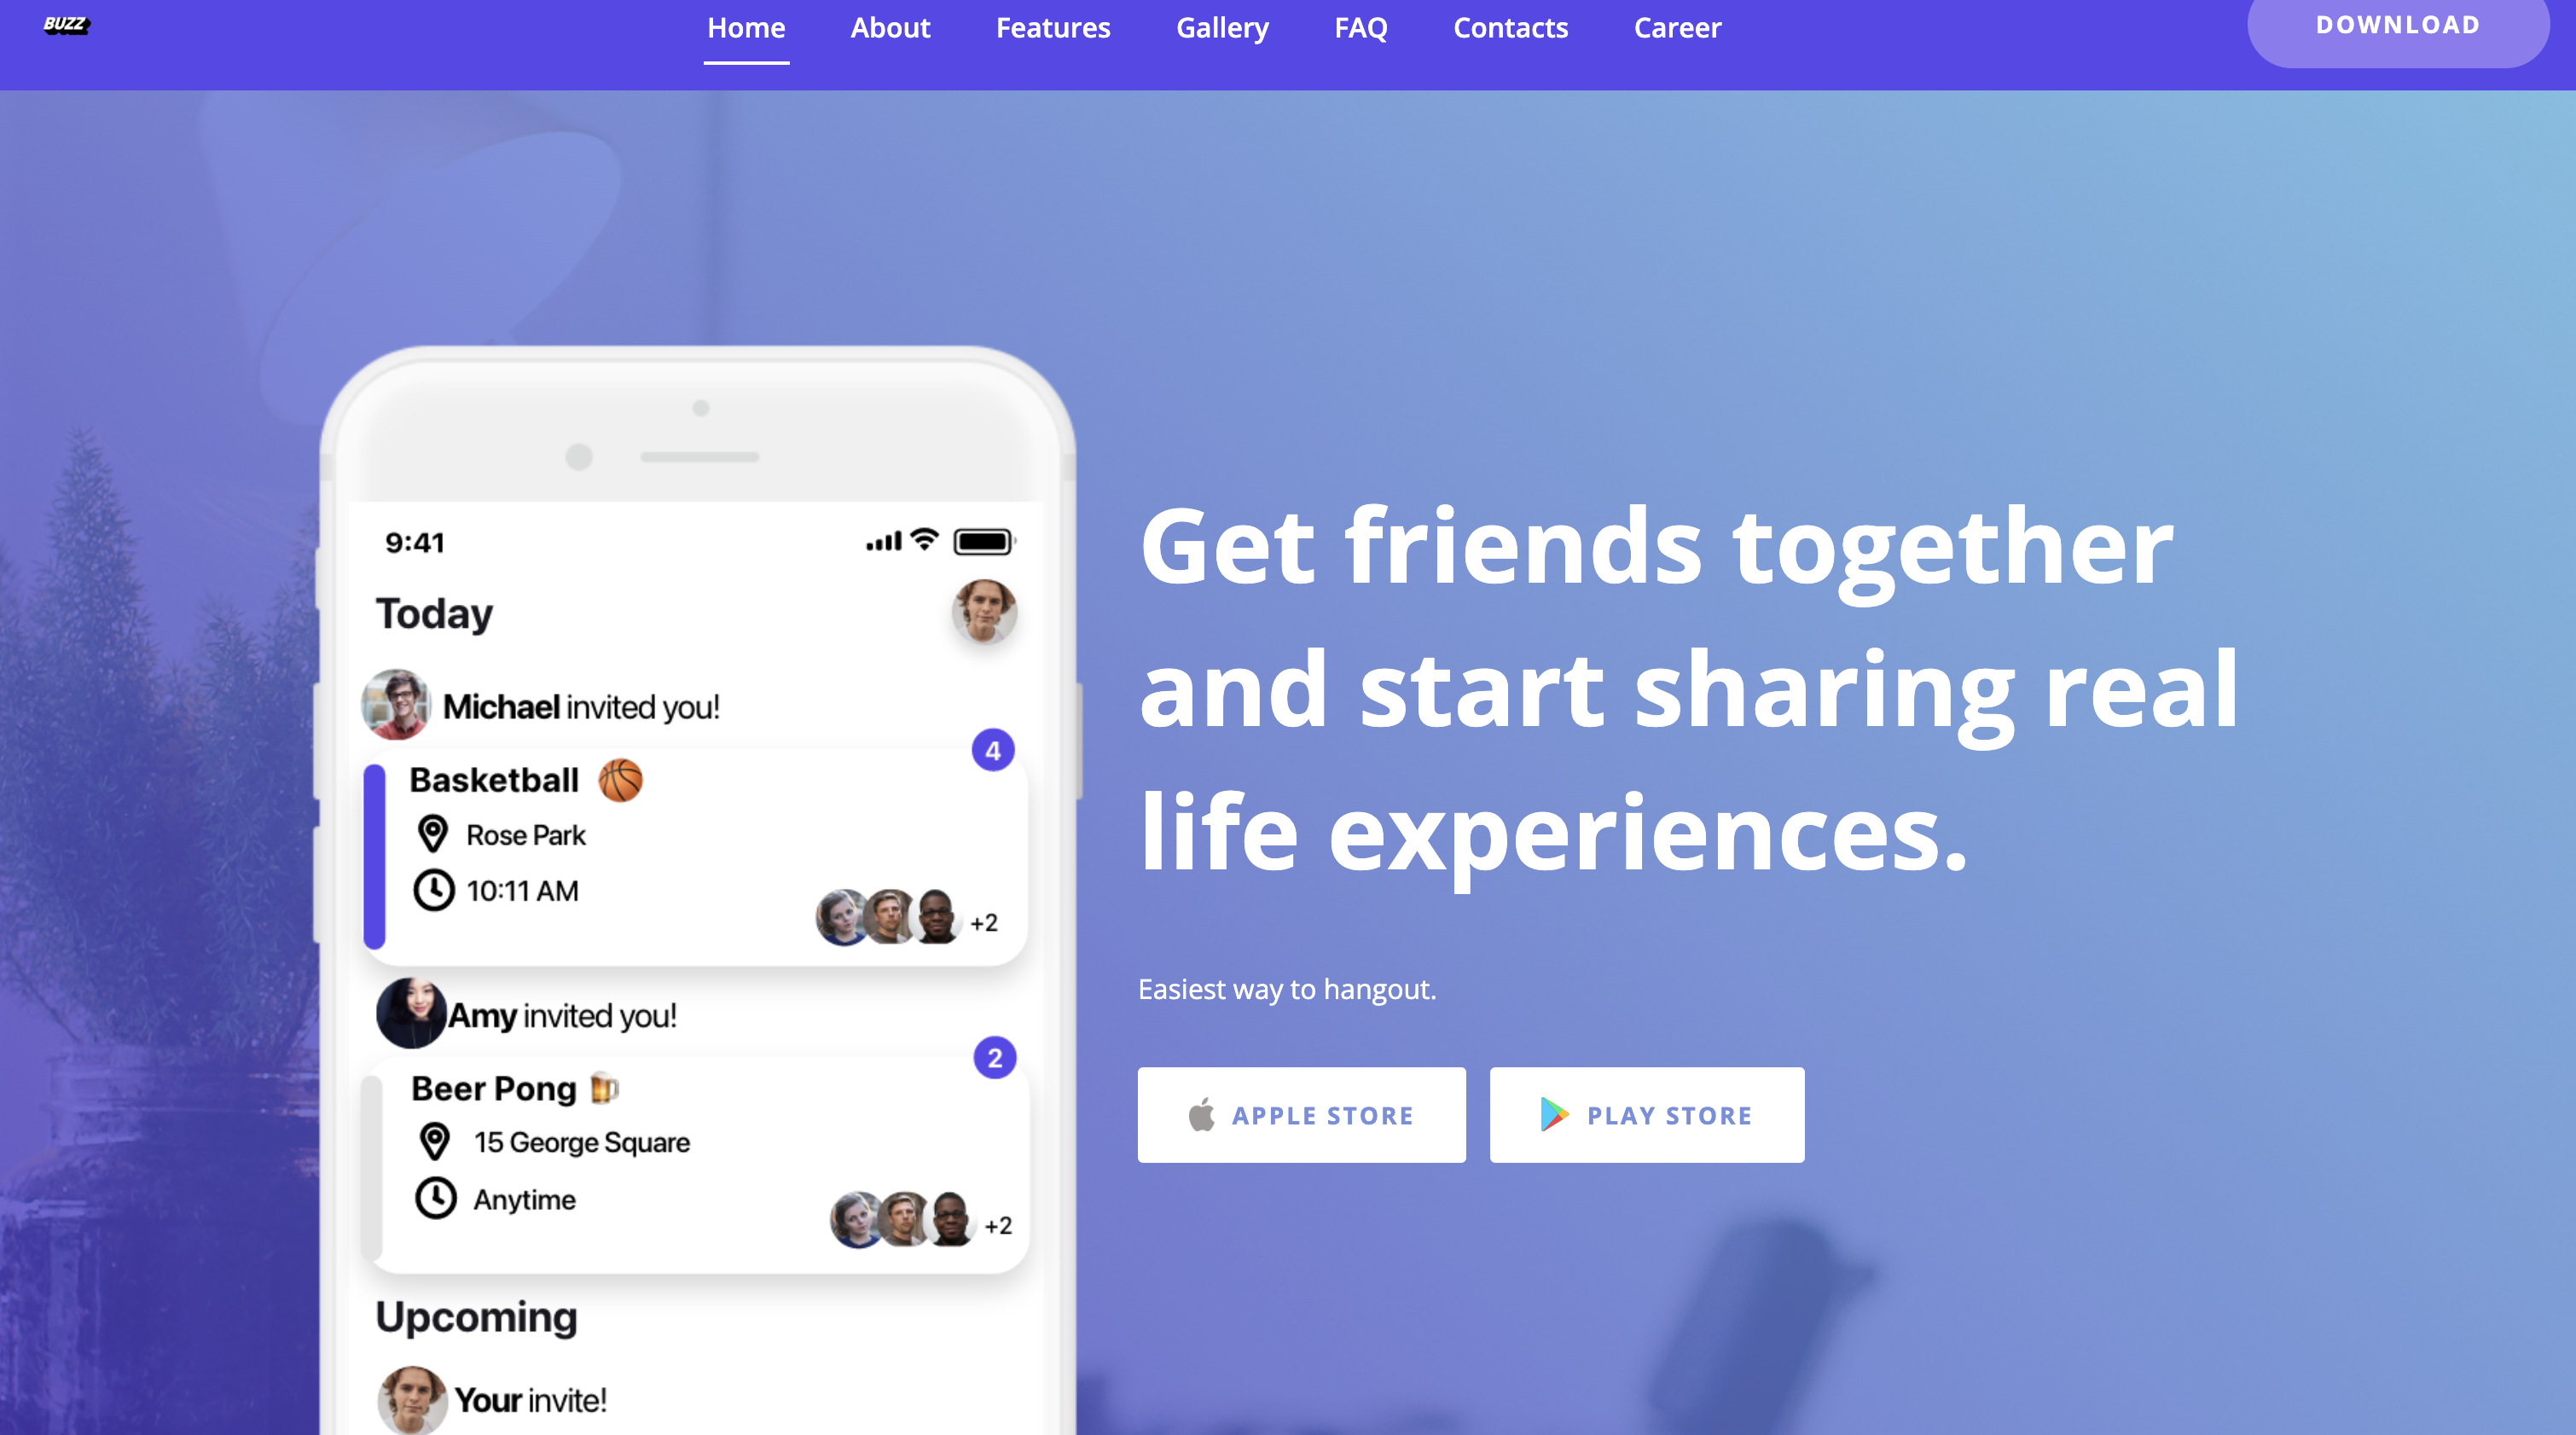 BUZZ
Home About Features Gallery FAQ Contacts Career
DOWNLOAD
9:41
Today
Michael invited you!
4
Basketball
Rose Park
10:11 AM
+2
Amy invited you!
2
Beer Pong
15 George Square
Anytime
+2
Upcoming
Your invite!
Get friends together
and start sharing real
life experiences.
Easiest way to hangout.
APPLE STORE
PLAY STORE